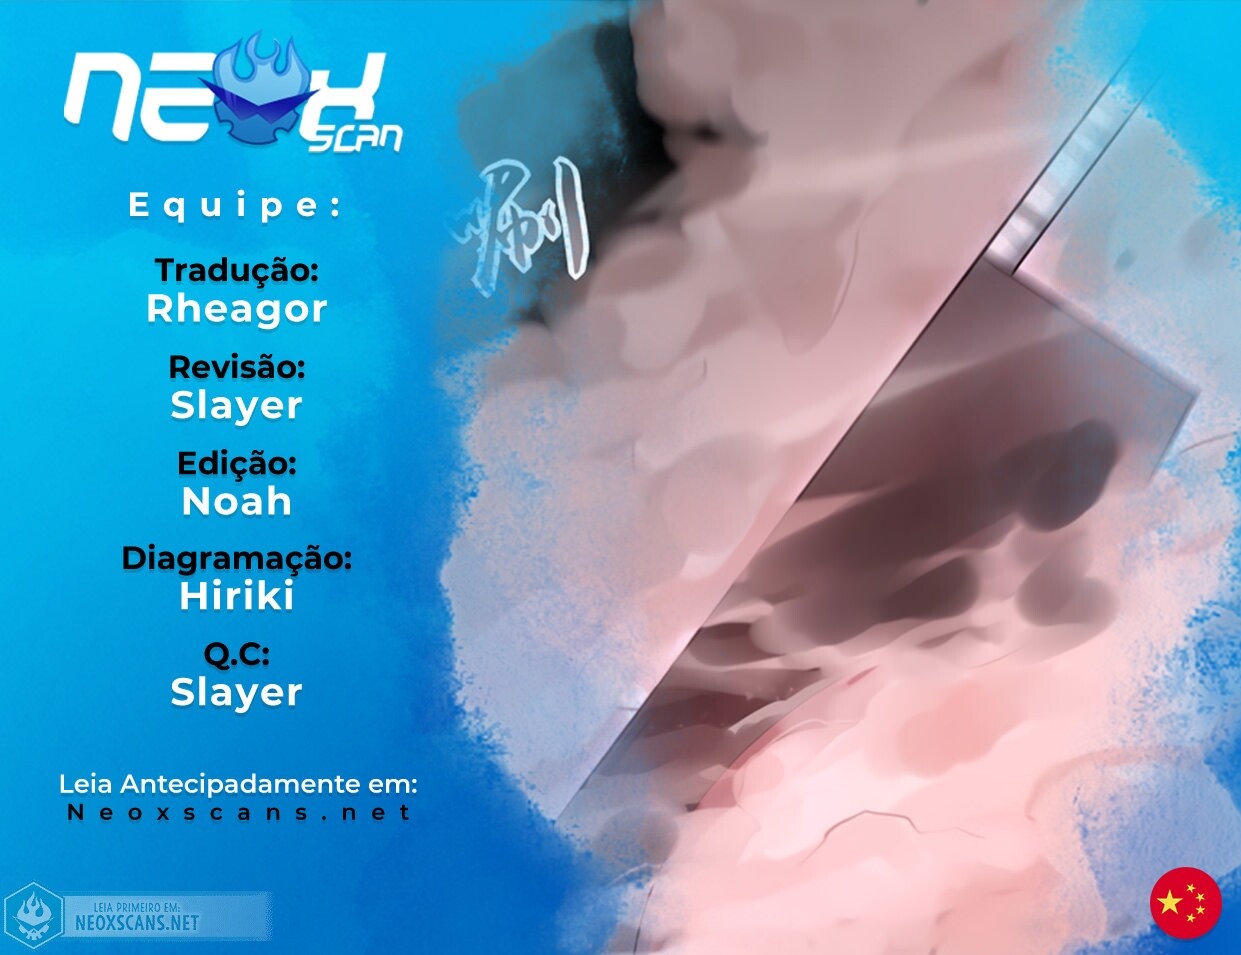 NEOX
SCAN
Equipe:
Tradução:
Rheagor
Revisão:
Slayer
Edição:
Noah
Diagramação:
Hiriki
Q.C:
Slayer
Leia Antecipadamente em:
Neoxscans.net
唰
LEIA PRIMEIRO EM:
NEOXSCANS.NET